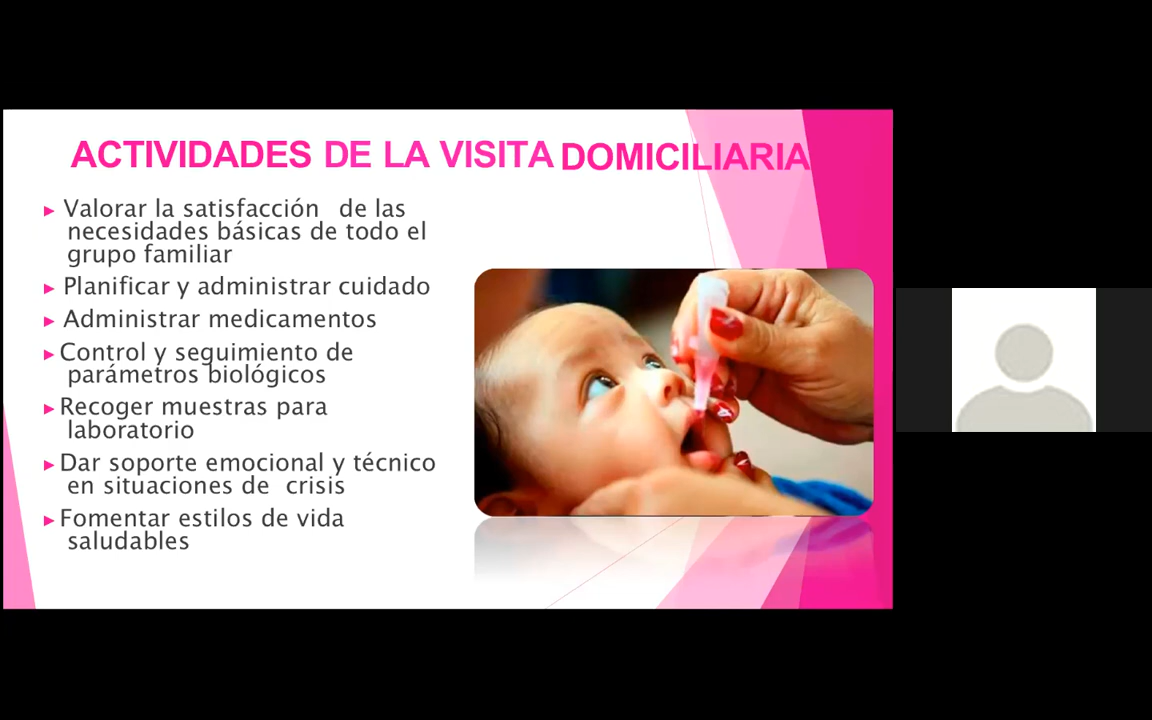 ACTIVIDADES DE LA VISITA DOMICILIARIA
Valorar la satisfacción de las
necesidades básicas de todo el
grupo familiar
Planificar y administrar cuidado
Administrar medicamentos
Control y seguimiento de
parámetros biológicos
Recoger muestras para
laboratorio
Dar soporte emocional y técnico
en situaciones de crisis
Fomentar estilos de vida
saludables